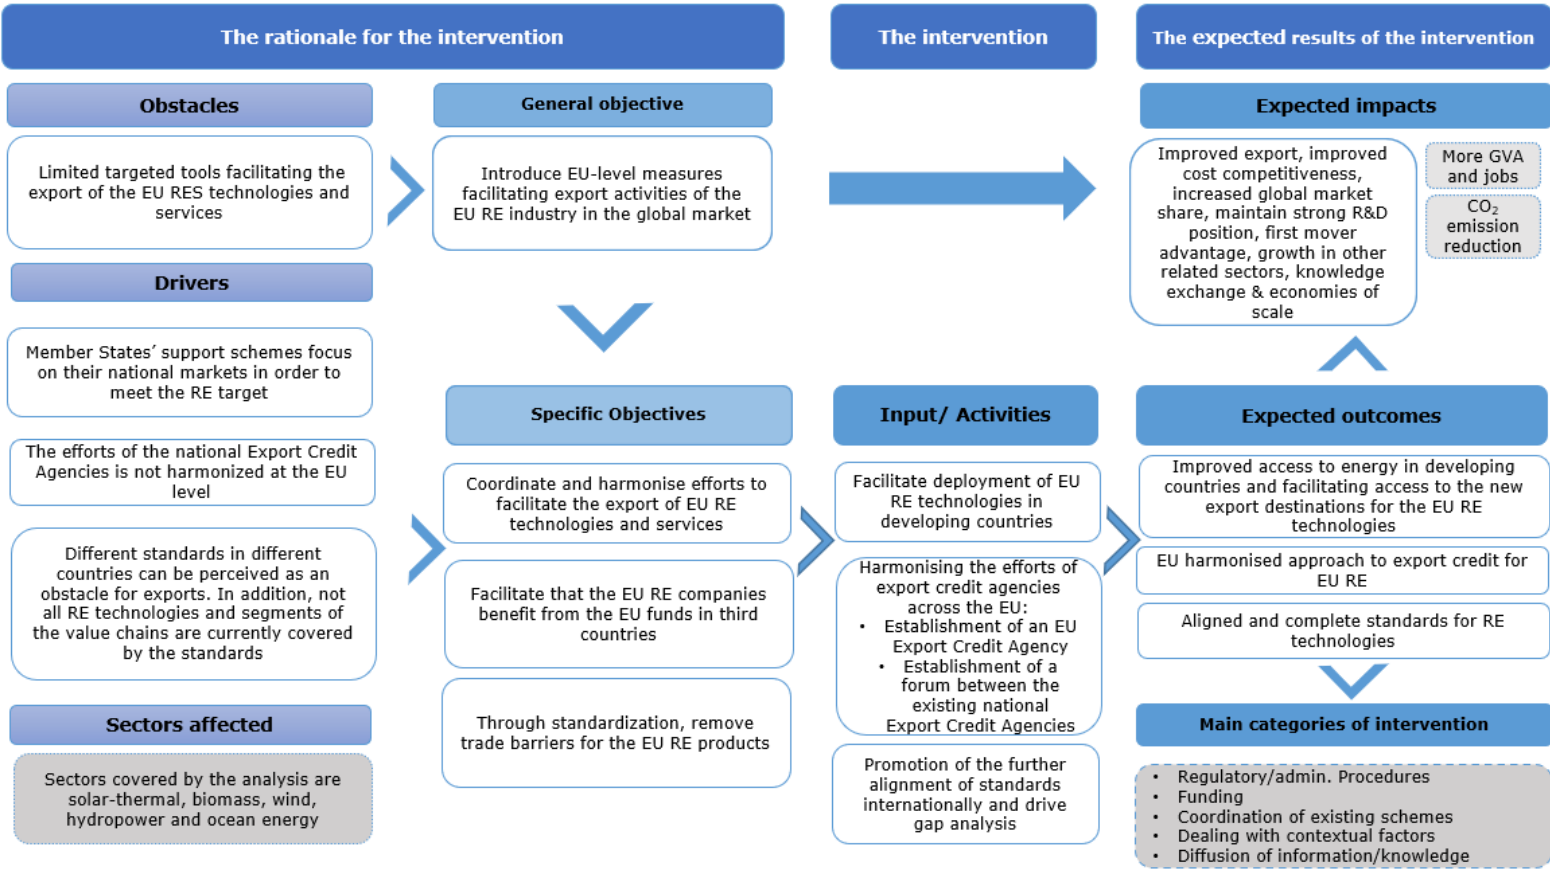 The rationale for the intervention
The intervention
The expected results of the intervention
Obstacles
Limited targeted tools facilitating the
export of the EU RES technologies and
services
Drivers
Member States' support schemes focus
on their national markets in order to
meet the RE target
The efforts of the national Export Credit
Agencies is not harmonized at the EU
level
Different standards in different
countries can be perceived as an
obstacle for exports. In addition, not
all RE technologies and segments of
the value chains are currently covered
by the standards
Sectors affected
Sectors covered by the analysis are
solar-thermal, biomass, wind,
hydropower and ocean energy
General objective
Introduce EU-level measures
facilitating export activities of the
EU RE industry in the global market
Specific Objectives
Coordinate and harmonise efforts to
facilitate the export of EU RE
technologies and services
Facilitate that the EU RE companies
benefit from the EU funds in third
countries
Through standardization, remove
trade barriers for the EU RE products
Input/ Activities
Facilitate deployment of EU
RE technologies in
developing countries
Harmonising the efforts of
export credit agencies
across the EU:
• Establishment of an EU
Export Credit Agency
• Establishment of a
forum between the
existing national
Export Credit Agencies
Promotion of the further
alignment of standards
internationally and drive
gap analysis
Expected impacts
Improved export, improved
cost competitiveness,
increased global market
share, maintain strong R&D
position, first mover
advantage, growth in other
related sectors, knowledge
exchange & economies of
scale
More GVA
and jobs
CO₂
emission
reduction
Expected outcomes
Improved access to energy in developing
countries and facilitating access to the new
export destinations for the EU RE
technologies
EU harmonised approach to export credit for
EU RE
Aligned and complete standards for RE
technologies
Main categories of intervention
• Regulatory/admin. Procedures
• Funding
• Coordination of existing schemes
• Dealing with contextual factors
• Diffusion of information/knowledge